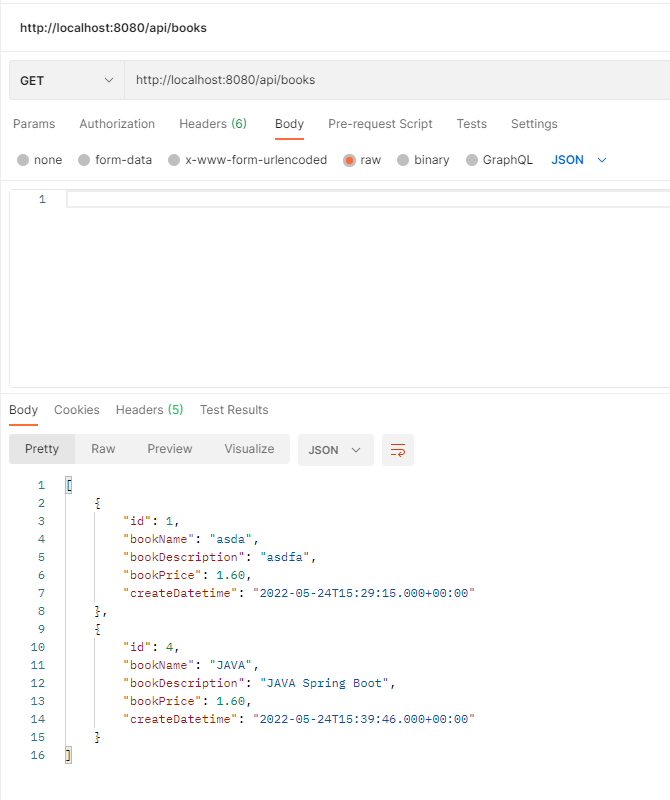 http://localhost:8080/api/books
GET http://localhost:8080/api/books
Params Authorization Headers (6) Body Pre-request Script Tests Settings
none form-data x-www-form-urlencoded raw binary GraphQL JSON
1
Body Cookies Headers (5) Test Results
Pretty Raw Preview Visualize JSON
1 [
2 {
3 "id": 1,
4 "bookName": "asda",
5 "bookDescription": "asdfa",
6 "bookPrice": 1.60,
7 "createDatetime": "2022-05-24T15:29:15.000+00:00"
8 },
9 {
10 "id": 4,
11 "bookName": "JAVA",
12 "bookDescription": "JAVA Spring Boot",
13 "bookPrice": 1.60,
14 "createDatetime": "2022-05-24T15:39:46.000+00:00"
15 }
16 ]